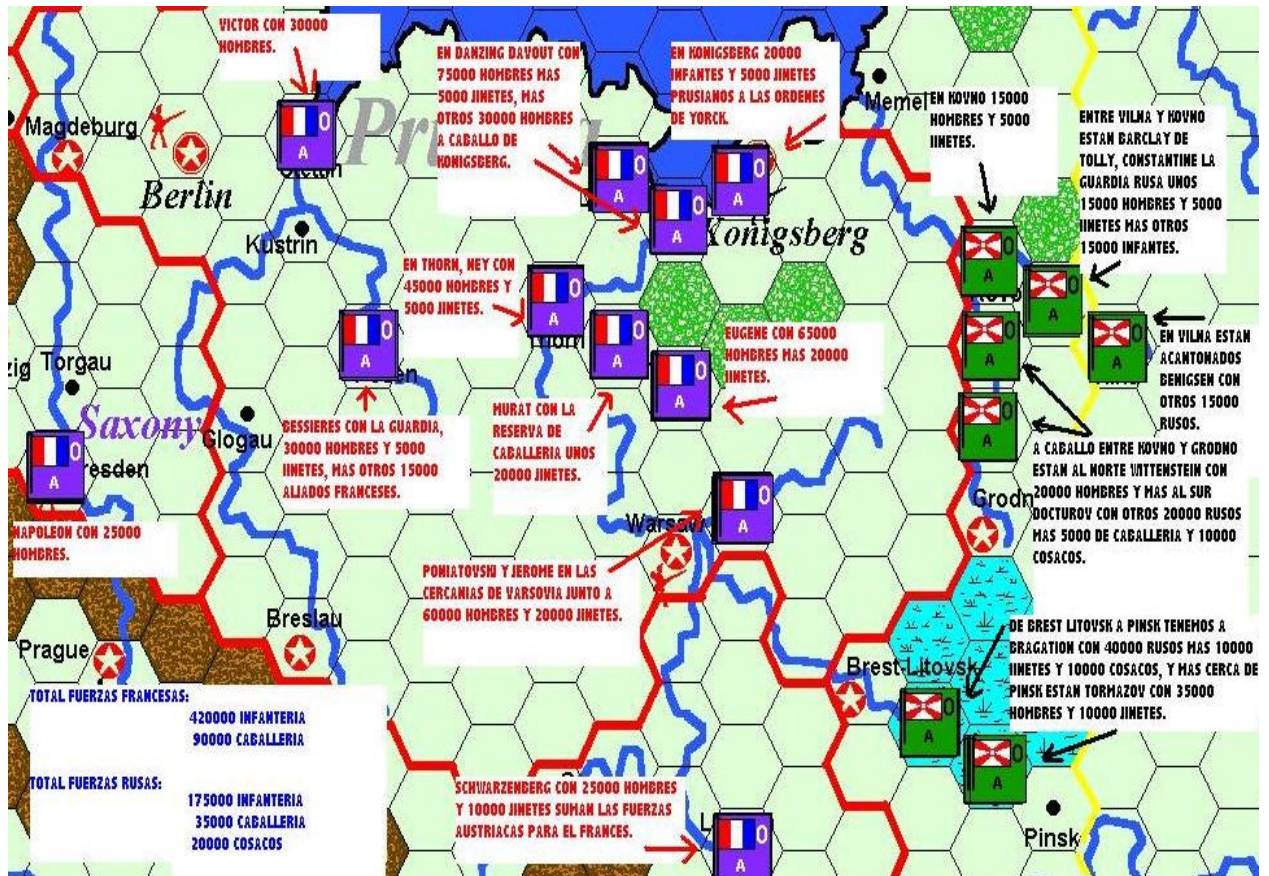 VICTOR CON 30000
HOMBRES.
EN DANZING DAVOUT CON
75000 HOMBRES MAS
5000 JINETES, MAS
OTROS 30000 HOMBRES
A CABALLO DE
KONIGSBERG.
EN KONIGSBERG 20000
INFANTES Y 5000 JINETES
PRUSIANOS A LAS ORDENES
DE YORCK.
Memel
EN KOVNO 15000
HOMBRES Y 5000
JINETES.
ENTRE VILNA Y KOVNO
ESTAN BARCLAY DE
TOLLY, CONSTANTINE LA
GUARDIA RUSA UNOS
15000 HOMBRES Y 5000
JINETES MAS OTROS
15000 INFANTES.
Magdeburg
Berlin
Kustrin
Konigsberg
EN THORN, NEY CON
45000 HOMBRES Y
5000 JINETES.
EUGENE CON 65000
HOMBRES MAS 20000
JINETES.
EN VILNA ESTAN
ACANTONADOS
BENIGSEN CON
OTROS 15000
RUSOS.
Torgau
Saxony
Glogau
resden
BESSIERES CON LA GUARDIA,
30000 HOMBRES Y 5000
JINETES, MAS OTROS 15000
ALIADOS FRANCESES.
MURAT CON LA
RESERVA DE
CABALLERIA UNOS
20000 JINETES.
A CABALLO ENTRE KOVNO Y GRODNO
ESTAN AL NORTE WITTENSTEIN CON
20000 HOMBRES Y MAS AL SUR
DOCTUROV CON OTROS 20000 RUSOS
MAS 5000 DE CABALLERIA Y 10000
COSACOS.
Grodn
NAPOLEON CON 25000
HOMBRES.
Warsaw
PONIATOVSKI Y JEROME EN LAS
CERCANIAS DE VARSOVIA JUNTO A
60000 HOMBRES Y 20000 JINETES.
Breslau
Prague
Brest-Litovsk
DE BREST LITOVSK A PINSK TENEMOS A
BRAGATION CON 40000 RUSOS MAS 10000
JINETES Y 10000 COSACOS, Y MAS CERCA DE
PINSK ESTAN TORMAZOV CON 35000
HOMBRES Y 10000 JINETES.
TOTAL FUERZAS FRANCESAS:
420000 INFANTERIA
90000 CABALLERIA
TOTAL FUERZAS RUSAS:
175000 INFANTERIA
35000 CABALLERIA
20000 COSACOS
SCHWARZENBERG CON 25000 HOMBRES
Y 10000 JINETES SUMAN LAS FUERZAS
AUSTRIACAS PARA EL FRANCES.
Pinsk